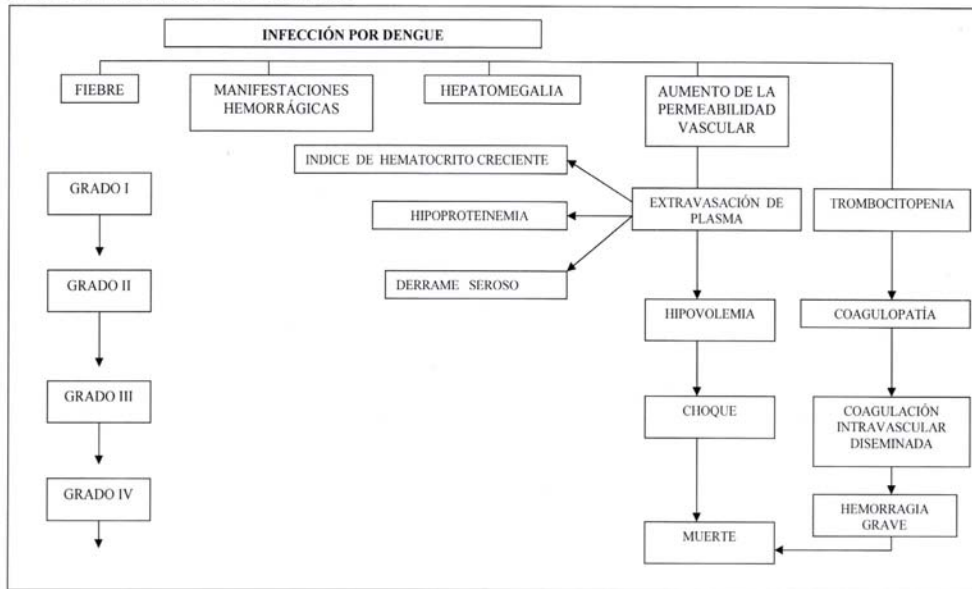 INFECCIÓN POR DENGUE
FIEBRE
MANIFESTACIONES
HEMORRÁGICAS
HEPATOMEGALIA
AUMENTO DE LA
PERMEABILIDAD
VASCULAR
INDICE DE HEMATOCRITO CRECIENTE
GRADO I
EXTRAVASACIÓN DE
PLASMA
TROMBOCITOPENIA
HIPOPROTEINEMIA
GRADO II
DERRAME SEROSO
HIPOVOLEMIA
COAGULOPATÍA
GRADO III
CHOQUE
COAGULACIÓN
INTRAVASCULAR
DISEMINADA
GRADO IV
HEMORRAGIA
GRAVE
MUERTE